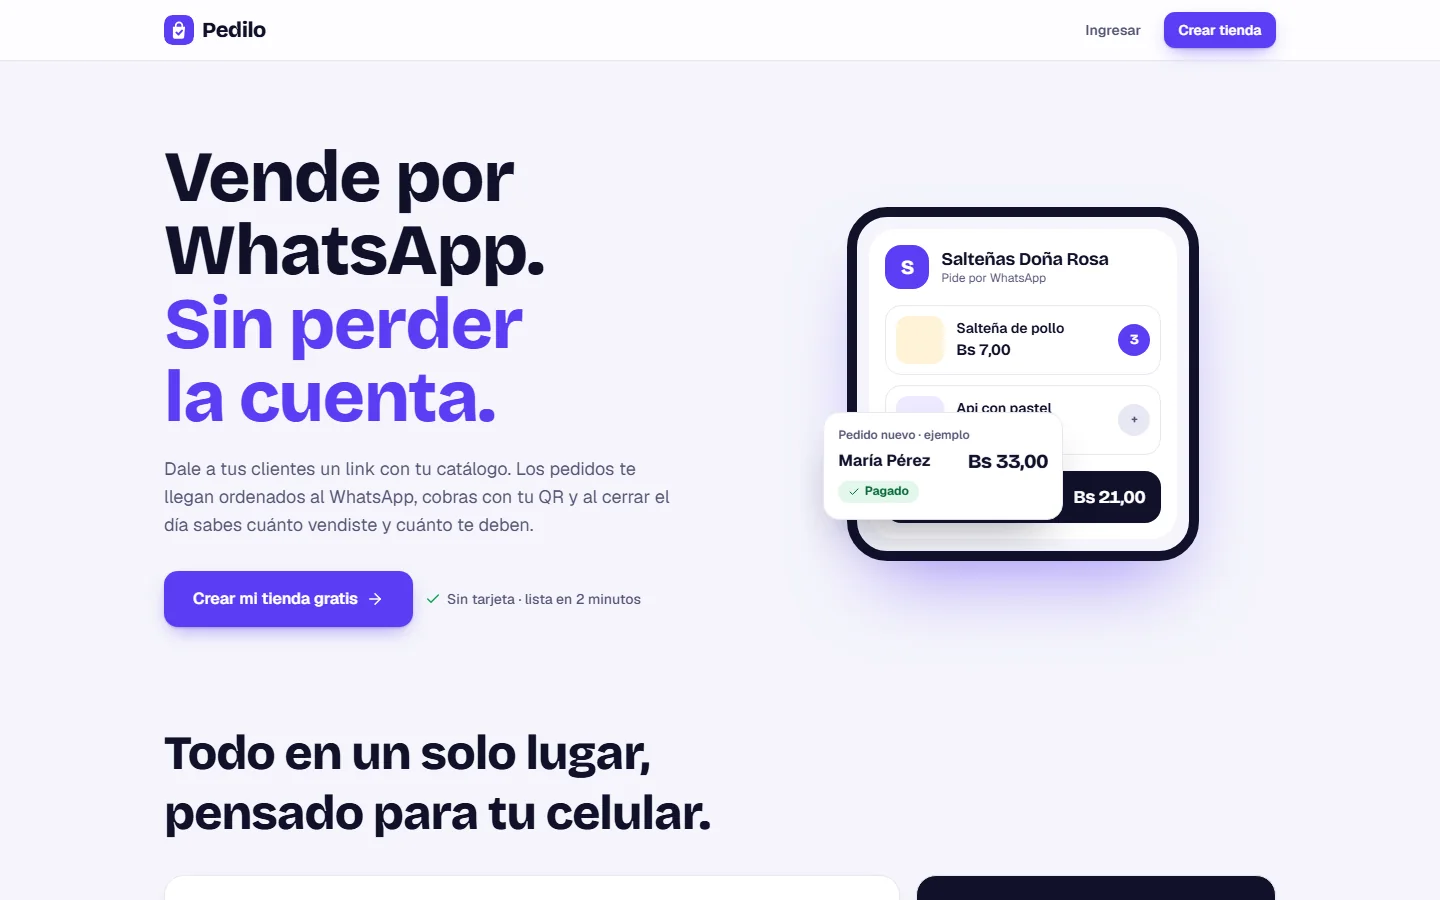 Pedilo
Ingresar
Crear tienda
Vende por
WhatsApp.
Sin perder
la cuenta.
Dale a tus clientes un link con tu catálogo. Los pedidos te
llegan ordenados al WhatsApp, cobras con tu QR y al cerrar el
día sabes cuánto vendiste y cuánto te deben.
Crear mi tienda gratis →
Sin tarjeta · lista en 2 minutos
S
Salteñas Doña Rosa
Pide por WhatsApp
Salteña de pollo
Bs 7,00
3
Api con pastel
+
Pedido nuevo · ejemplo
María Pérez
Bs 33,00
Pagado
Bs 21,00
Todo en un solo lugar,
pensado para tu celular.